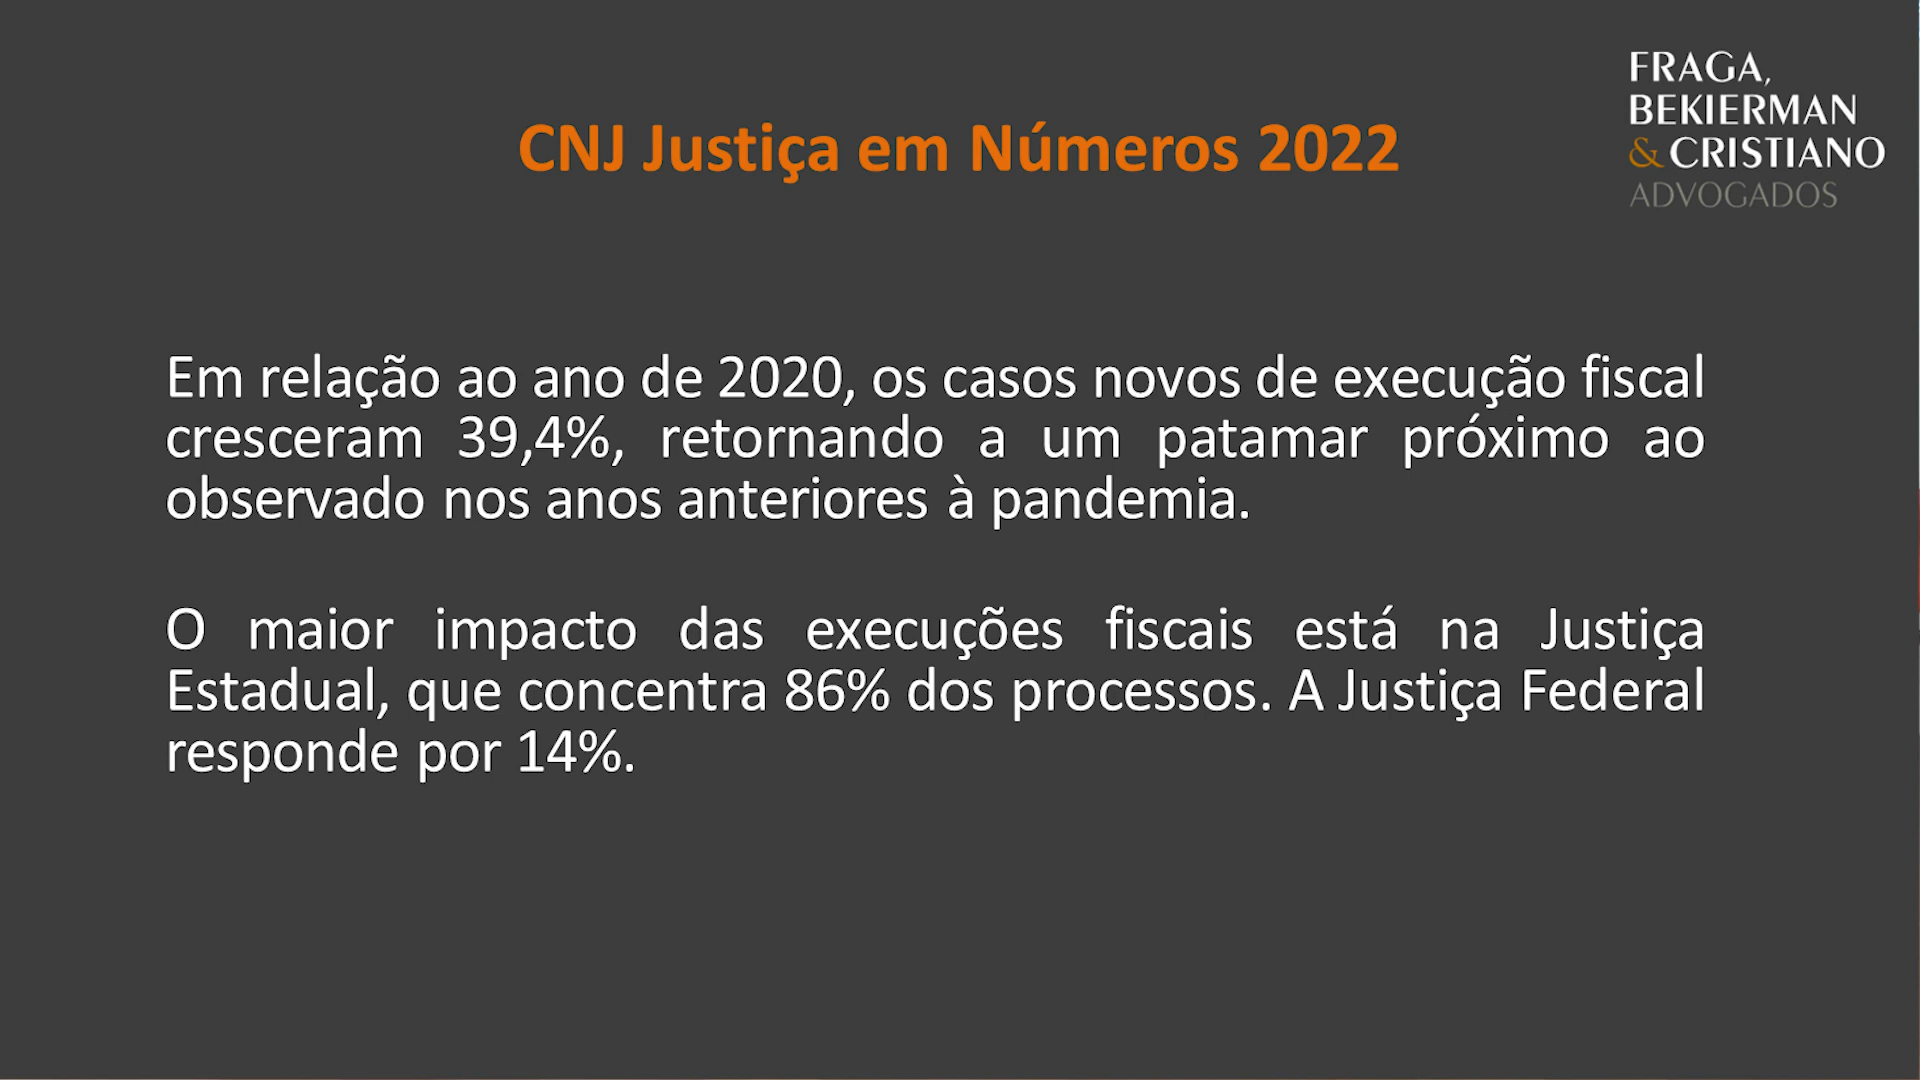 FRAGA,
BEKIERMAN
& CRISTIANO
ADVOGADOS
CNJ Justiça em Números 2022
Em relação ao ano de 2020, os casos novos de execução fiscal
cresceram 39,4%, retornando a um patamar próximo ao
observado nos anos anteriores à pandemia.
O maior impacto das execuções fiscais está na Justiça
Estadual, que concentra 86% dos processos. A Justiça Federal
responde por 14%.